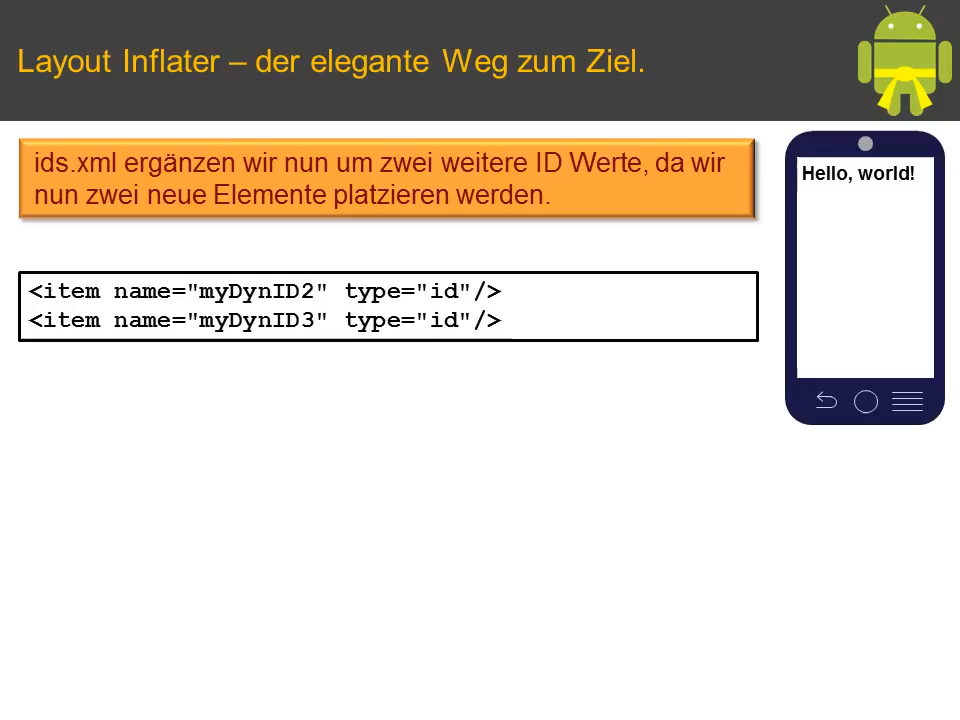 Layout Inflater – der elegante Weg zum Ziel.
ids.xml ergänzen wir nun um zwei weitere ID Werte, da wir
nun zwei neue Elemente platzieren werden.
Hello, world!
<item name="myDynID2" type="id"/>
<item name="myDynID3" type="id"/>